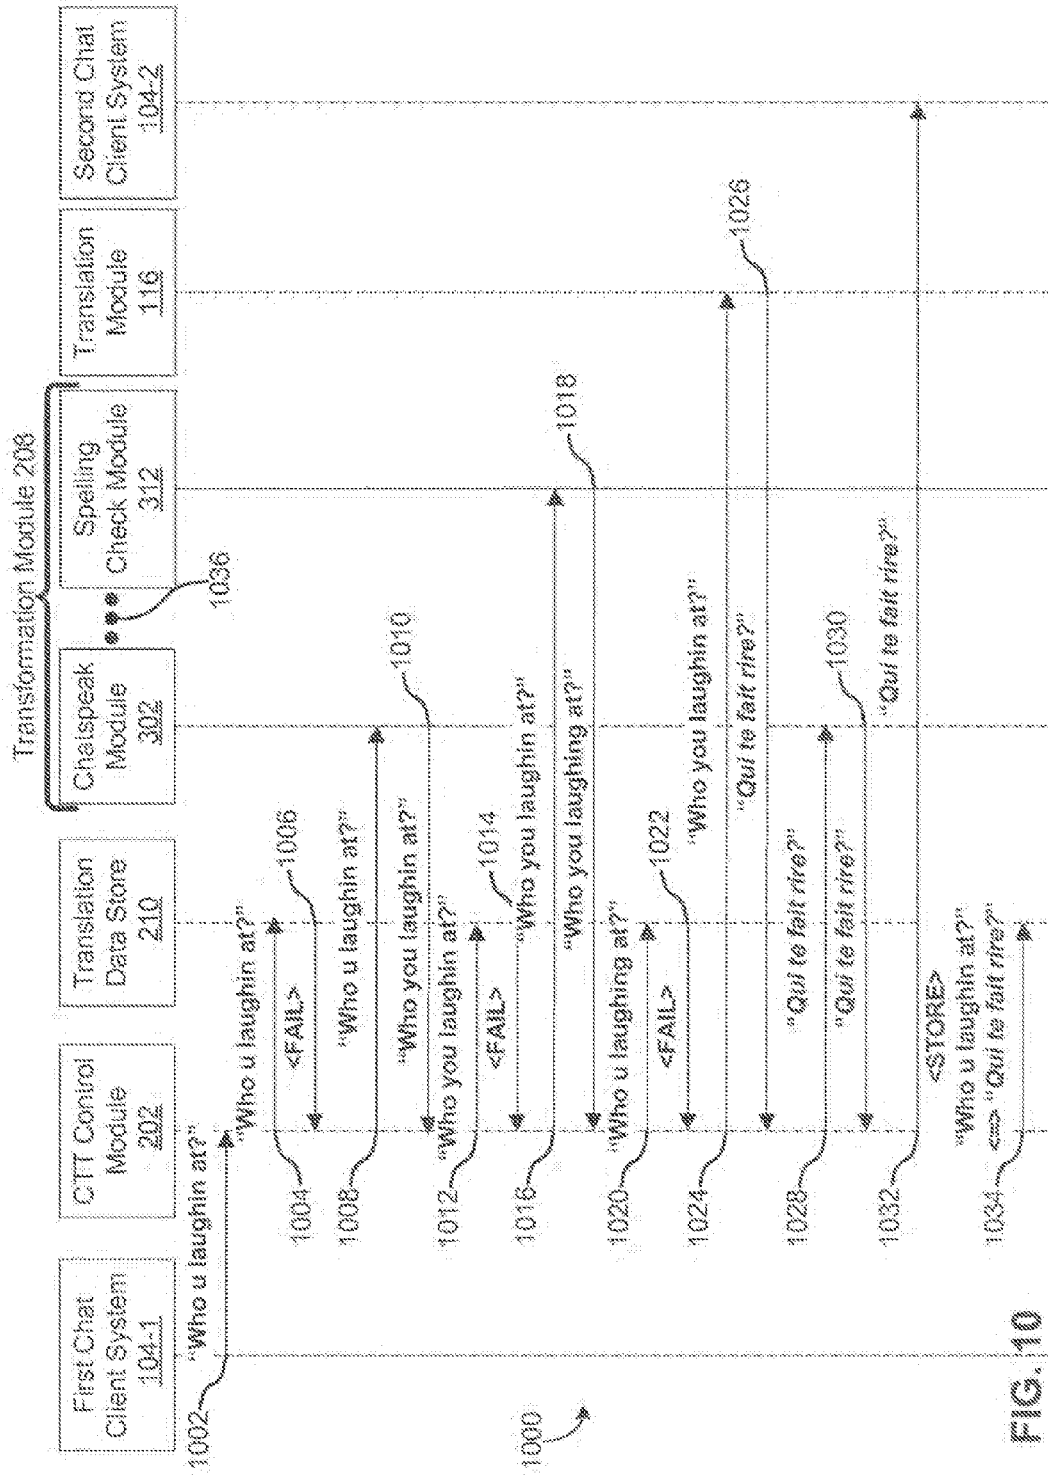 Transformation Module 208
First Chat
Client System
104-1
CTT Control
Module
202
Translation
Data Store
210
Chatspeak
Module
302
1036
Spelling
Check Module
312
Translation
Module
116
Second Chat
Client System
104-2
1002
"Who u laughin at?"
"Who u laughin at?"
1004
<FAIL>
1006
1008
"Who u laughin at?"
"Who you laughin at?"
1010
1012
"Who you laughin at?"
<FAIL>
1014
1016
"Who you laughin at?"
"Who you laughing at?"
1018
1020
"Who u laughing at?"
<FAIL>
1022
1024
"Who you laughin at?"
"Qui te fait rire?"
1026
1028
"Qui te fait rire?"
"Qui te fait rire?"
1030
1032
"Qui te fait rire?"
<STORE>
"Who u laughin at?"
<=> "Qui te fait rire?"
1034
1000
FIG. 10